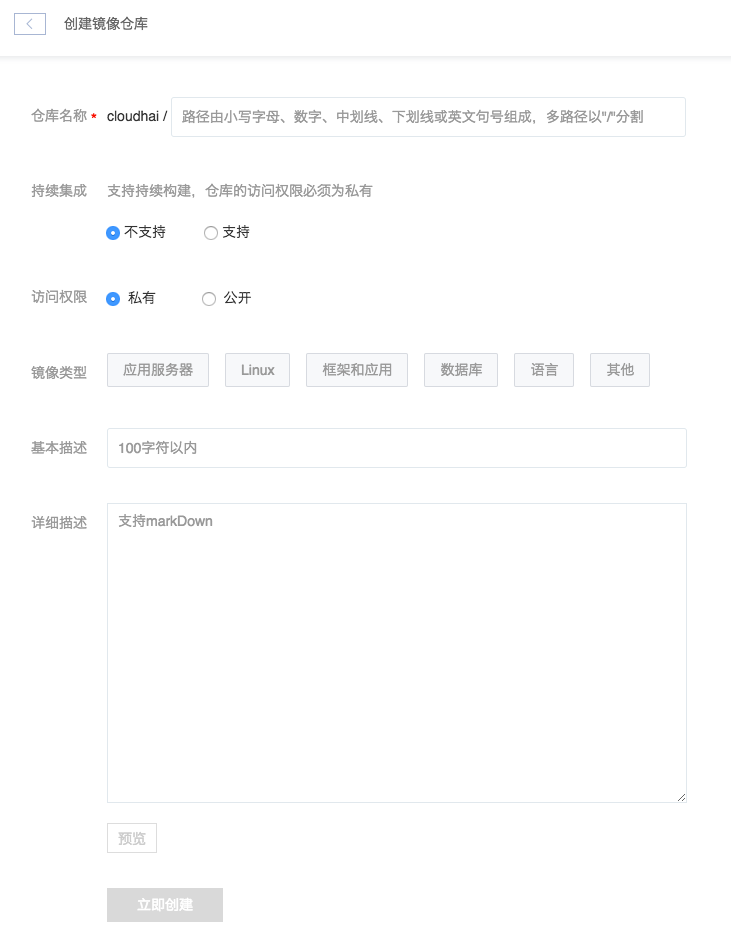 创建镜像仓库
仓库名称* cloudhai / 路径由小写字母、数字、中划线、下划线或英文句号组成，多路径以"/"分割
持续集成 支持持续构建，仓库的访问权限必须为私有
不支持 支持
访问权限 私有 公开
镜像类型 应用服务器 Linux 框架和应用 数据库 语言 其他
基本描述 100字符以内
详细描述 支持markDown
预览
立即创建